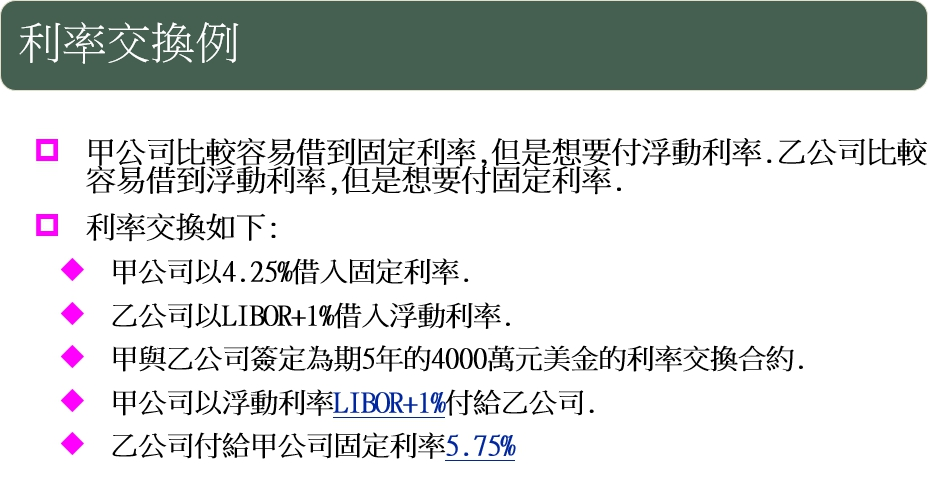 利率交換例
甲公司比較容易借到固定利率,但是想要付浮動利率.乙公司比較
容易借到浮動利率,但是想要付固定利率.
利率交換如下:
甲公司以4.25%借入固定利率.
乙公司以LIBOR+1%借入浮動利率.
甲與乙公司簽定為期5年的4000萬元美金的利率交換合約.
甲公司以浮動利率LIBOR+1%付給乙公司.
乙公司付給甲公司固定利率5.75%